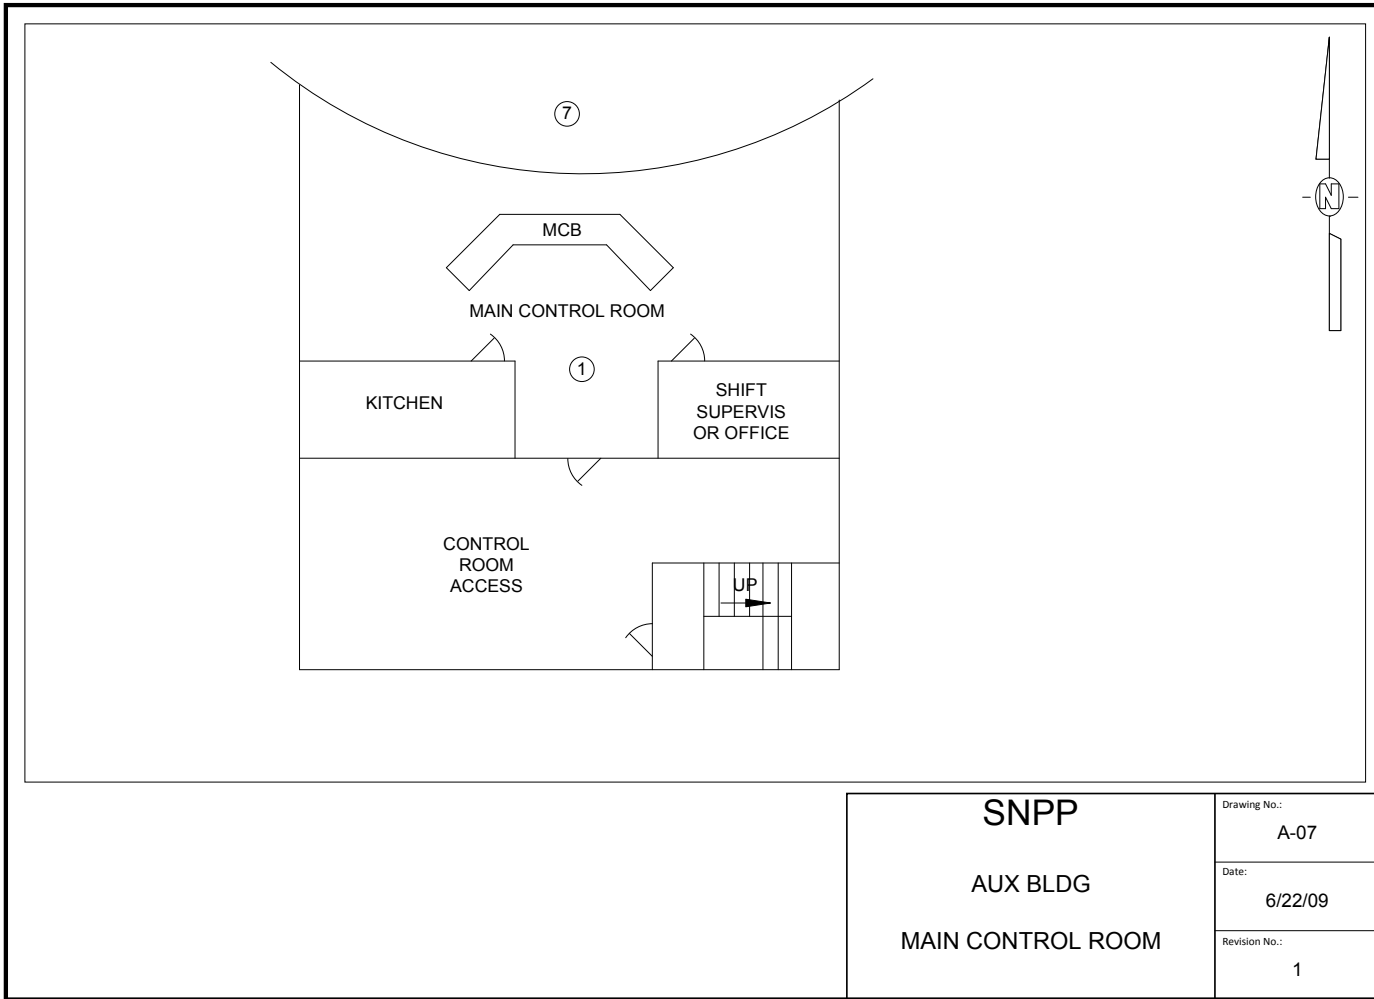 7
MCB
MAIN CONTROL ROOM
1
KITCHEN
SHIFT
SUPERVIS
OR OFFICE
CONTROL
ROOM
ACCESS
UP
N
SNPP
AUX BLDG
MAIN CONTROL ROOM
Drawing No.:
A-07
Date:
6/22/09
Revision No.:
1